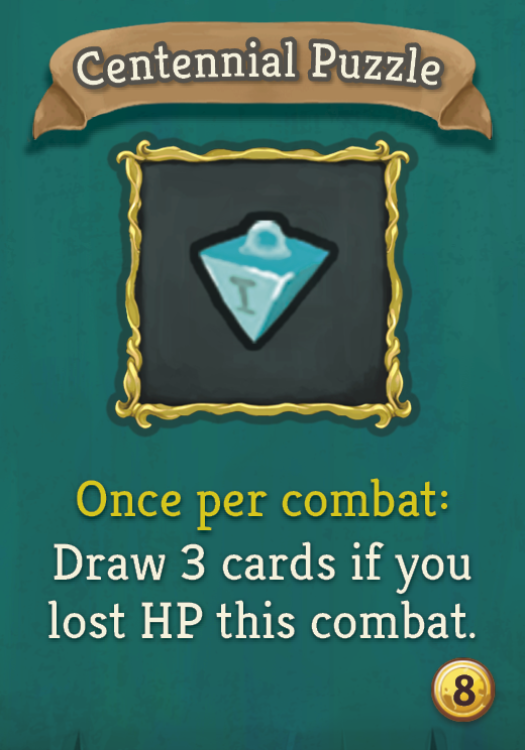 Centennial Puzzle
I
Once per combat:
Draw 3 cards if you
lost HP this combat.
8